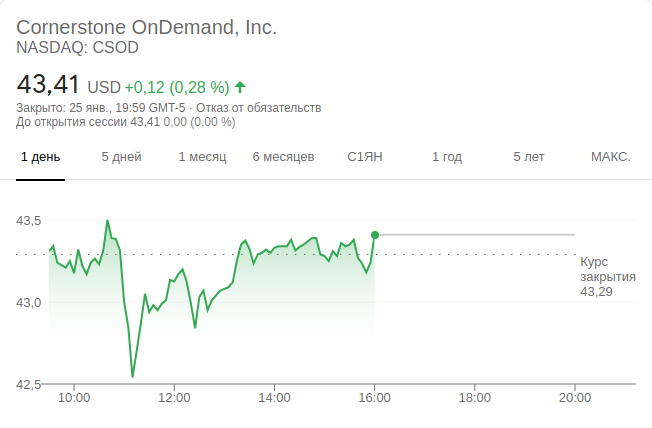 Cornerstone OnDemand, Inc.
NASDAQ: CSOD
43,41 USD +0,12 (0,28 %)
Закрыто: 25 янв., 19:59 GMT-5 · Отказ от обязательств
До открытия сессии 43,41 0,00 (0,00 %)
1 день 5 дней 1 месяц 6 месяцев С1ЯН 1 год 5 лет МАКС.
43,5
Курс
закрытия
43,29
43,0
42,5
10:00 12:00 14:00 16:00 18:00 20:00